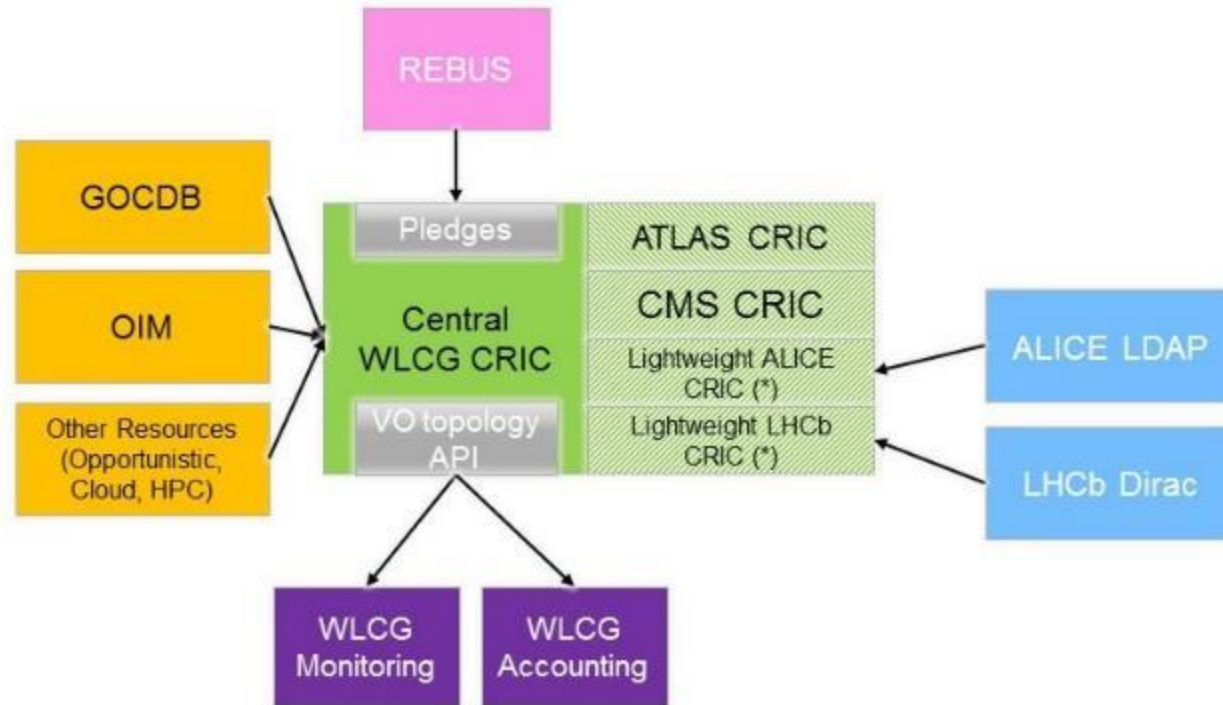 REBUS
GOCDB
OIM
Other Resources
(Opportunistic,
Cloud, HPC)
Pledges
Central
WLCG CRIC
VO topology
API
ATLAS CRIC
CMS CRIC
Lightweight ALICE
CRIC (*)
Lightweight LHCb
CRIC (*)
ALICE LDAP
LHCb Dirac
WLCG
Monitoring
WLCG
Accounting